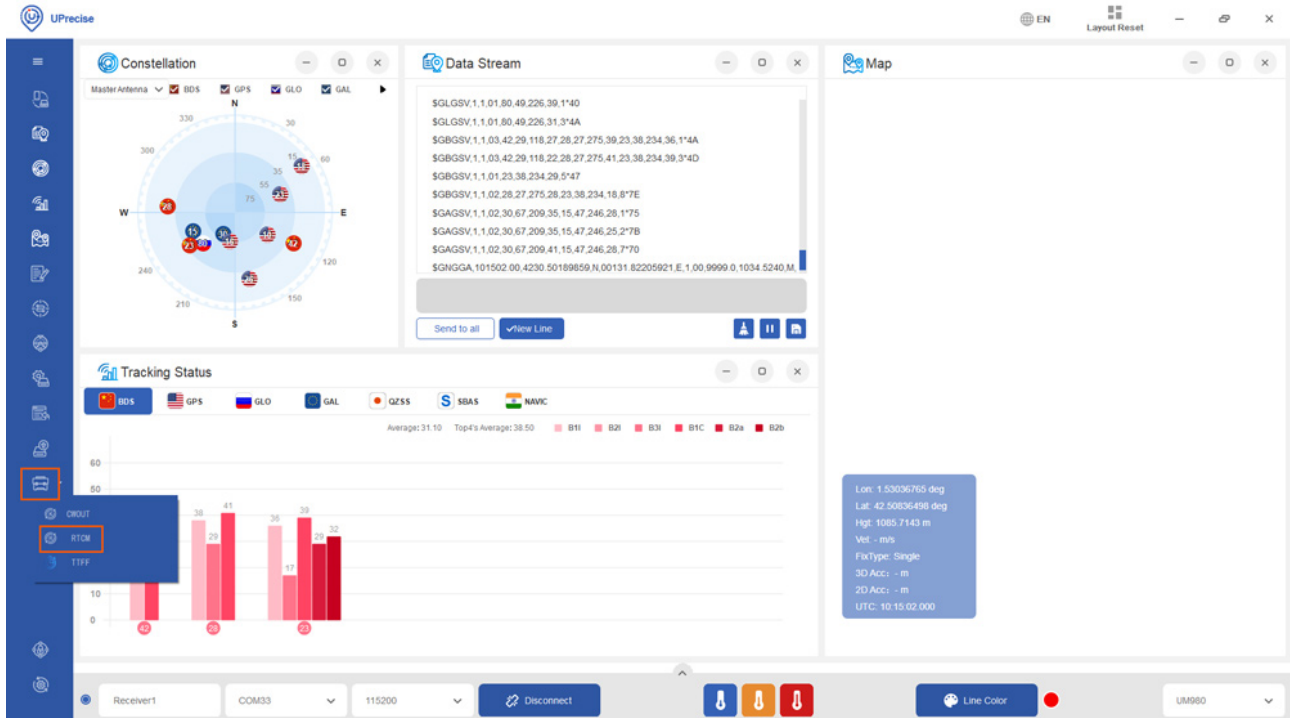 UPrecise
EN
Layout Reset
Constellation
Master Antenna BDS GPS GLO GAL
N
330 30
300 15 60
35
55
75
W E
240 120
210 150
S
28
15
30
23
80
42
Data Stream
$GLGSV,1,1,01,80,49,226,39,1*40
$GLGSV,1,1,01,80,49,226,31,3*4A
$GBGSV,1,1,03,42,29,118,27,28,27,275,39,23,38,234,36,1*4A
$GBGSV,1,1,03,42,29,118,22,28,27,275,41,23,38,234,39,3*4D
$GBGSV,1,1,01,23,38,234,29,5*47
$GBGSV,1,1,02,28,27,275,28,23,38,234,18,8*7E
$GAGSV,1,1,02,30,67,209,35,15,47,246,28,1*75
$GAGSV,1,1,02,30,67,209,35,15,47,246,25,2*7B
$GAGSV,1,1,02,30,67,209,41,15,47,246,28,7*70
$GNGGA,101502.00,4230.50189859,N,00131.82205921,E,1,00,9999.0,1034.5240,M,
Send to all
New Line
Map
Lon: 1.53036765 deg
Lat: 42.50836498 deg
Hgt: 1085.7143 m
Vel: - m/s
FixType: Single
3D Acc: - m
2D Acc: - m
UTC: 10:15:02.000
Tracking Status
BDS GPS GLO GAL QZSS SBAS NAVIC
Average: 31.10 Top4's Average: 38.50 B1I B2I B3I B1C B2a B2b
60
50
10
0
38 29 41
36 17 39 29 32
42 28 23
CWOUT
RTCM
TTFF
Receiver1
COM33
115200
Disconnect
Line Color
UM980